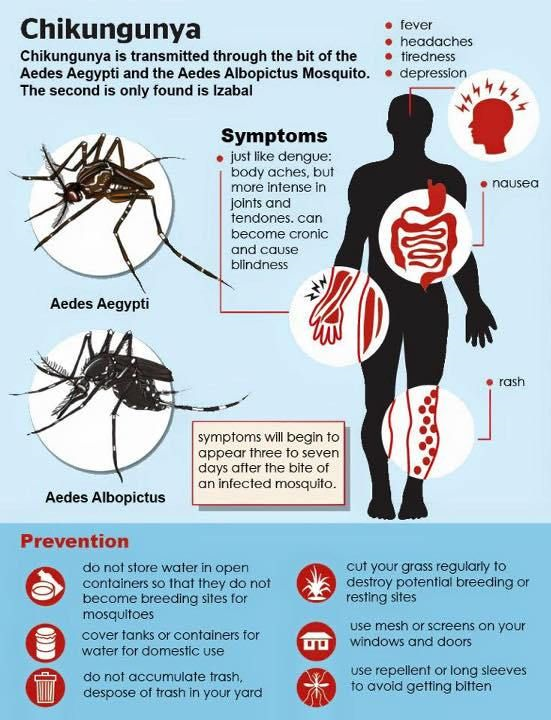 Chikungunya
Chikungunya is transmitted through the bit of the
Aedes Aegypti and the Aedes Albopictus Mosquito.
The second is only found is Izabal
fever
headaches
tiredness
depression
Symptoms
just like dengue:
body aches, but
more intense in
joints and
tendones. can
become cronic
and cause
blindness
nausea
Aedes Aegypti
rash
symptoms will begin to
appear three to seven
days after the bite of
an infected mosquito.
Aedes Albopictus
Prevention
do not store water in open
containers so that they do not
become breeding sites for
mosquitoes
cover tanks or containers for
water for domestic use
do not accumulate trash,
despose of trash in your yard
cut your grass regularly to
destroy potential breeding or
resting sites
use mesh or screens on your
windows and doors
use repellent or long sleeves
to avoid getting bitten